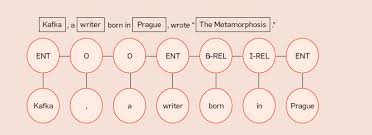 Kafka , a writer born in Prague , wrote " The Metamorphosis ."
ENT O O ENT B-REL I-REL ENT
Kafka , a writer born in Prague